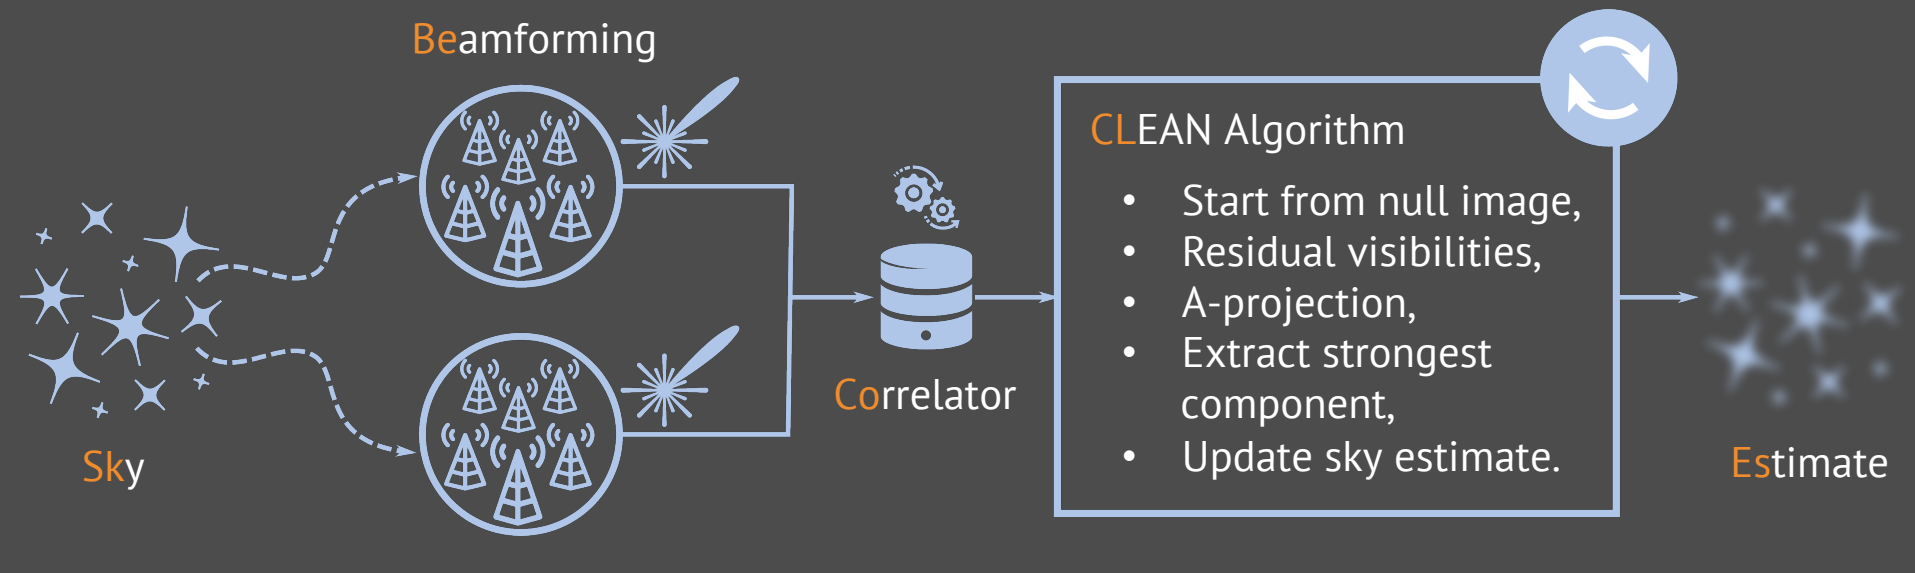 Beamforming
Sky
Correlator
CLEAN Algorithm
• Start from null image,
• Residual visibilities,
• A-projection,
• Extract strongest
component,
• Update sky estimate.
Estimate